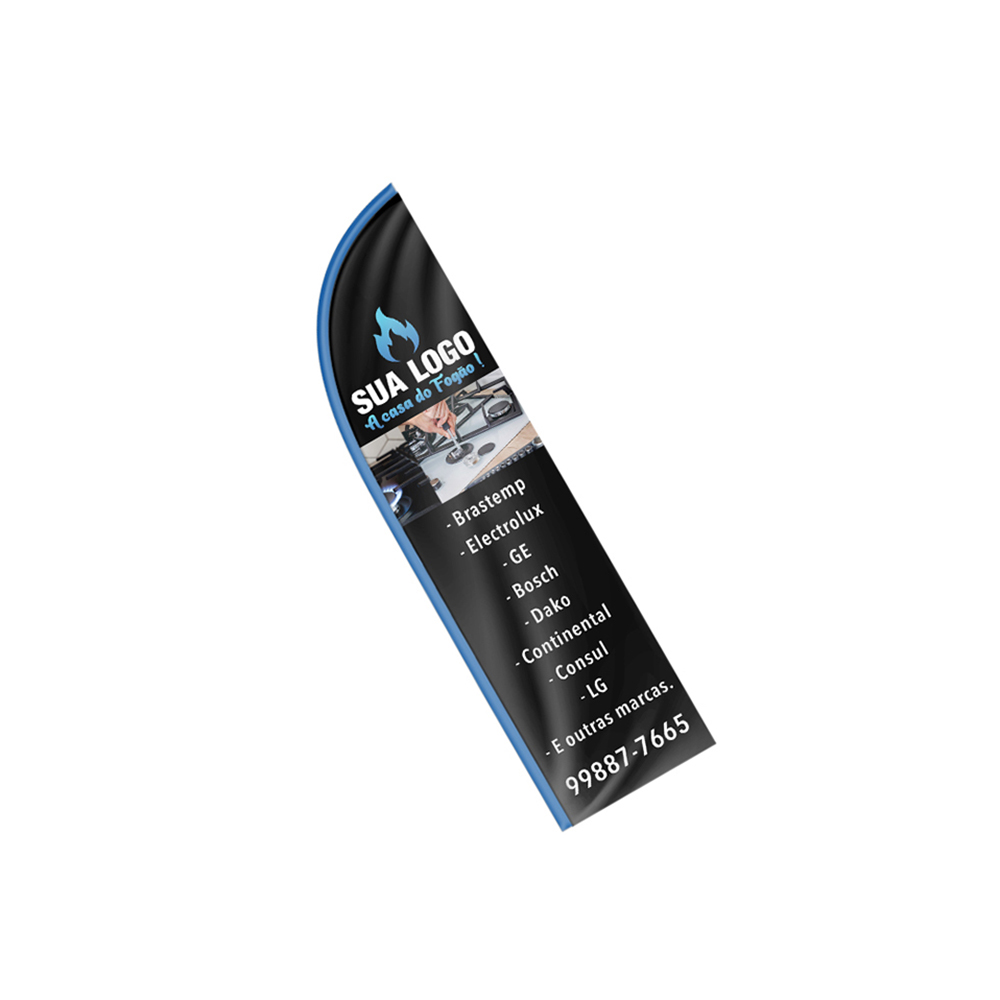 SUA LOGO
A casa do Fogão !
- Brastemp
- Electrolux
- GE
- Bosch
- Dako
- Continental
- Consul
- LG
- E outras marcas.
99887-7665